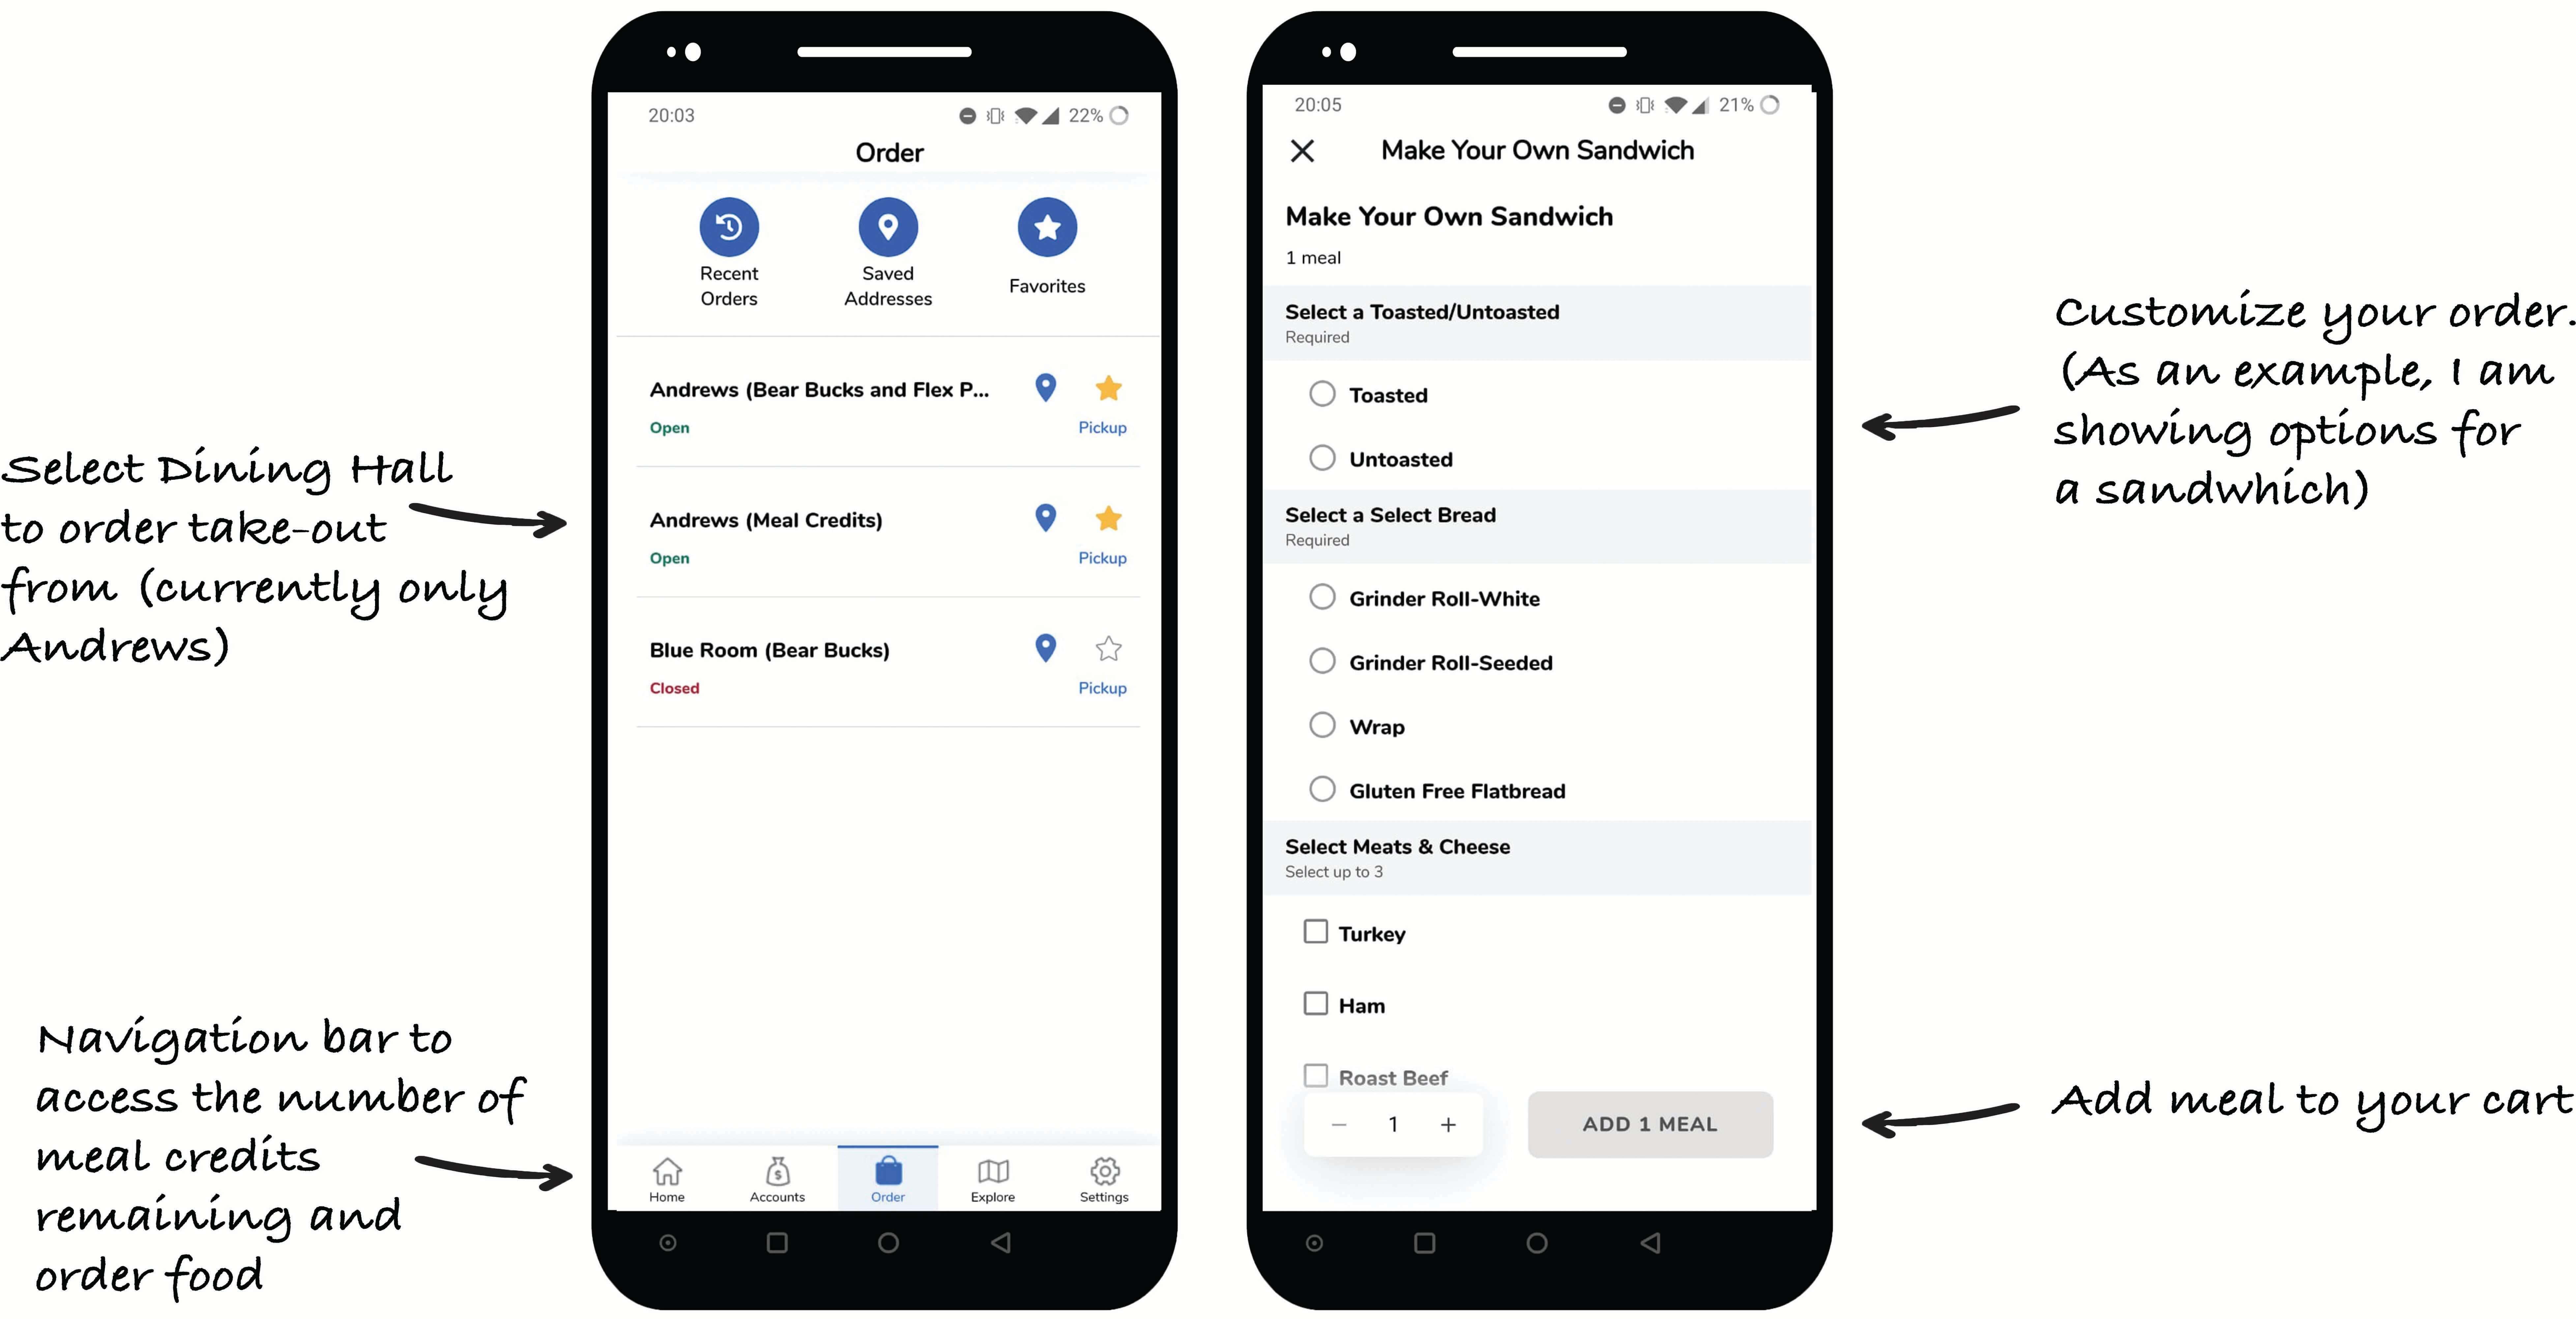 Select Dining Hall
to order take-out
from (currently only
Andrews)
Navigation bar to
access the number of
meal credits
remaining and
order food
20:03
22%
Order
Recent
Orders
Saved
Addresses
Favorites
Andrews (Bear Bucks and Flex P...
Open
Pickup
Andrews (Meal Credits)
Open
Pickup
Blue Room (Bear Bucks)
Closed
Pickup
Home
Accounts
Order
Explore
Settings
20:05
21%
Make Your Own Sandwich
Make Your Own Sandwich
1 meal
Select a Toasted/Untoasted
Required
Toasted
Untoasted
Select a Select Bread
Required
Grinder Roll-White
Grinder Roll-Seeded
Wrap
Gluten Free Flatbread
Select Meats & Cheese
Select up to 3
Turkey
Ham
Roast Beef
− 1 +
ADD 1 MEAL
Customize your order.
(As an example, I am
showing options for
a sandwhich)
Add meal to your cart